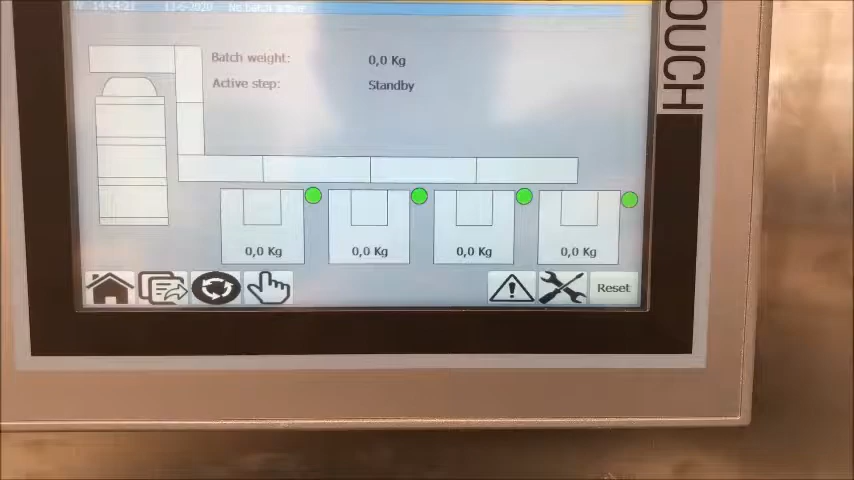 14:44:21 13-6-2020 No batch active
Batch weight: 0,0 Kg
Active step: Standby
0,0 Kg 0,0 Kg 0,0 Kg 0,0 Kg
Reset
OUCH